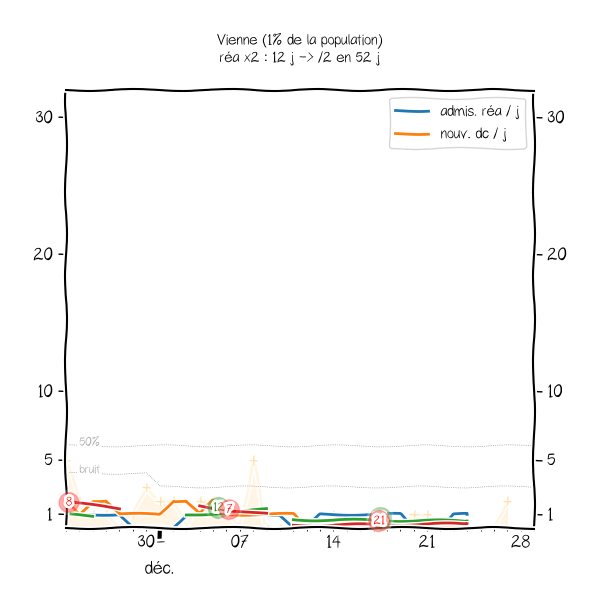 Vienne (1% de la population)
réa x2 : 12 j -> /2 en 52 j
admis. réa / j
nouv. dc / j
30 30
20 20
10 10
50%
5 5
bruit
8 12 7 21
1 1
30 07 14 21 28
déc.